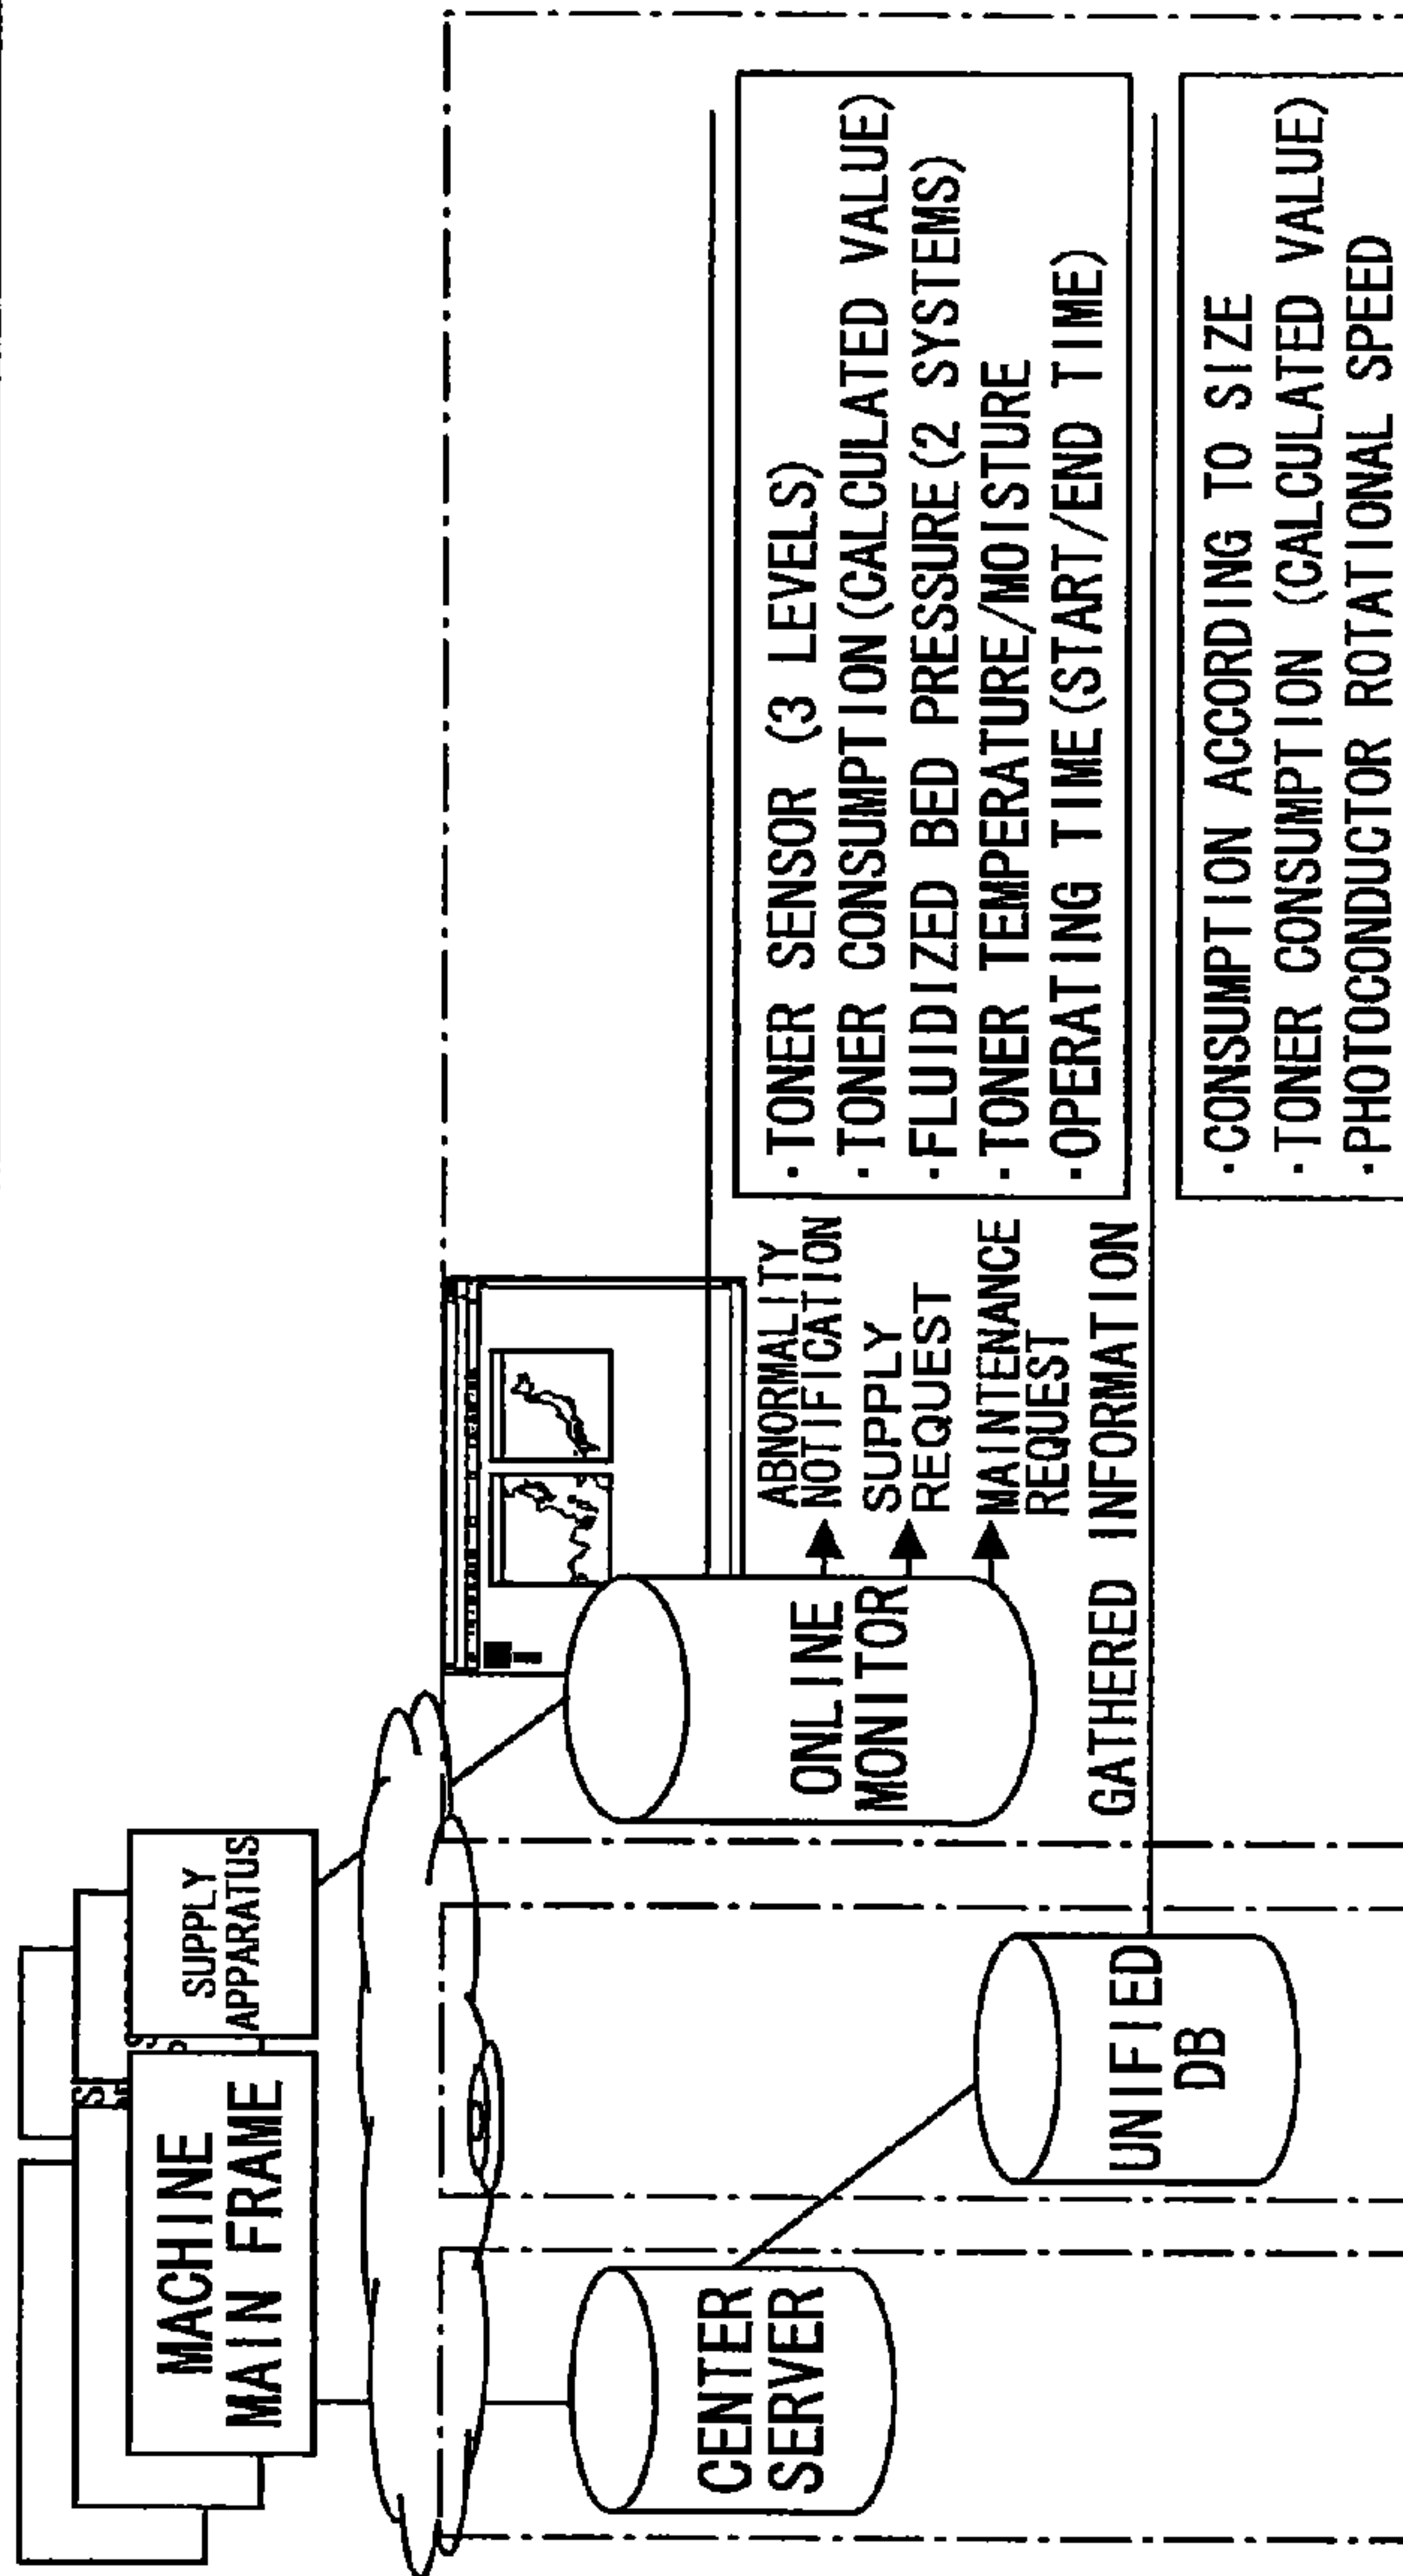 MACHINE
MAIN FRAME
SUPPLY
APPARATUS
CENTER
SERVER
UNIFIED
DB
ONLINE
MONITOR
ABNORMALITY
NOTIFICATION
SUPPLY
REQUEST
MAINTENANCE
REQUEST
GATHERED INFORMATION
·TONER SENSOR (3 LEVELS)
·TONER CONSUMPTION(CALCULATED VALUE)
·FLUIDIZED BED PRESSURE(2 SYSTEMS)
·TONER TEMPERATURE/MOISTURE
·OPERATING TIME(START/END TIME)
·CONSUMPTION ACCORDING TO SIZE
·TONER CONSUMPTION (CALCULATED VALUE)
·PHOTOCONDUCTOR ROTATIONAL SPEED